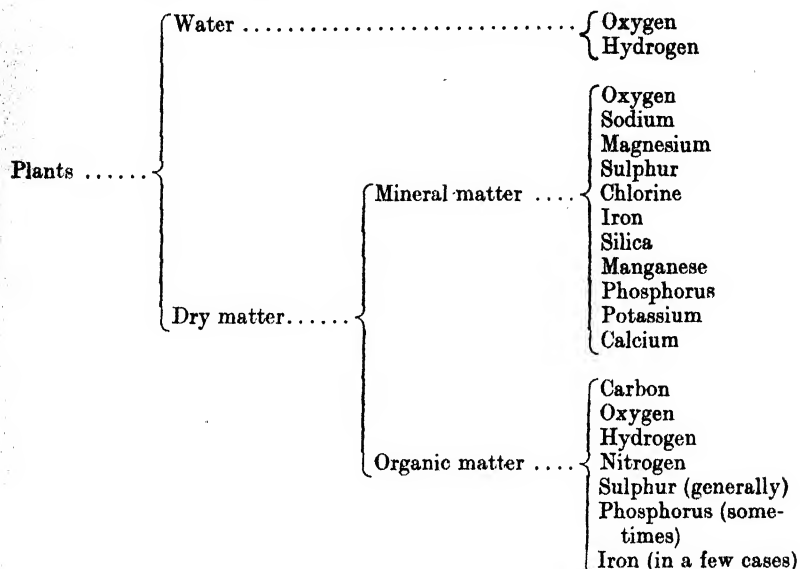 Water .............................. Oxygen
Hydrogen
Oxygen
Sodium
Magnesium
Sulphur
Plants ......
Mineral matter .... Chlorine
Iron
Silica
Manganese
Phosphorus
Dry matter...... Potassium
Calcium
Carbon
Oxygen
Hydrogen
Organic matter .... Nitrogen
Sulphur (generally)
Phosphorus (some-
times)
Iron (in a few cases)